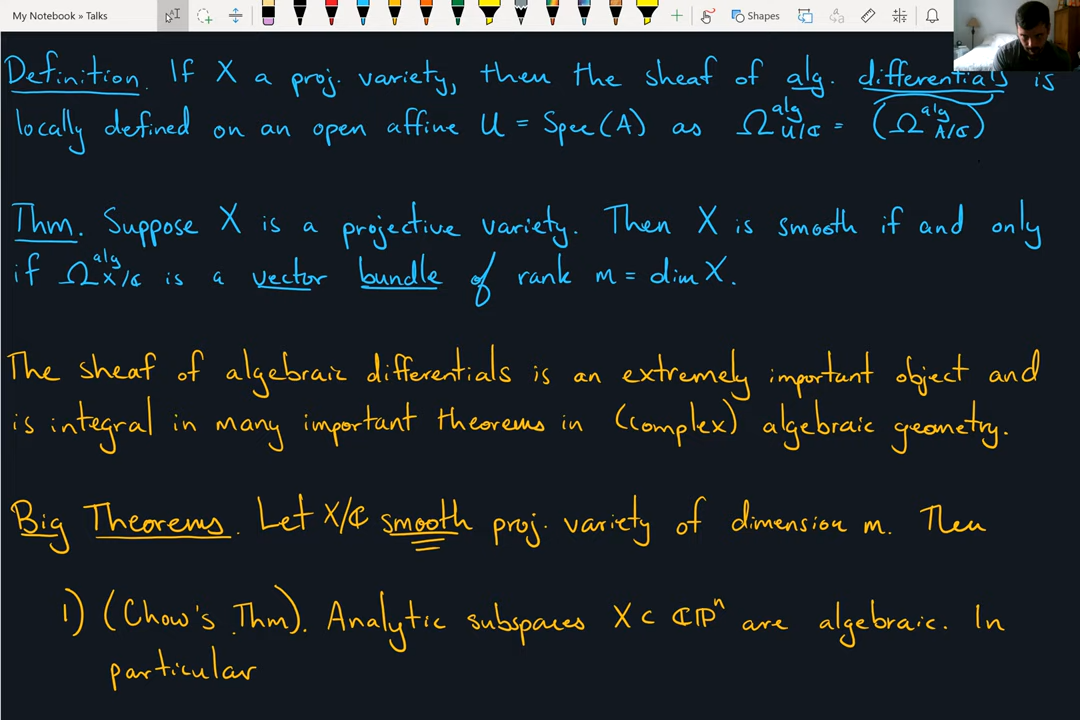 My Notebook » Talks
Shapes
Definition. If X a proj. variety, then the sheaf of alg. differentials is
locally defined on an open affine U = Spec(A) as Ω^{alg}_{U/ℂ} = (Ω^{alg}_{A/ℂ})
Thm. Suppose X is a projective variety. Then X is smooth if and only
if Ω^{alg}_{X/ℂ} is a vector bundle of rank m = dim X.
The sheaf of algebraic differentials is an extremely important object and
is integral in many important theorems in (complex) algebraic geometry.
Big Theorems. Let X/ℂ smooth proj. variety of dimension m. Then
1) (Chow's Thm). Analytic subspaces X ⊂ ℂℙ^n are algebraic. In
particular